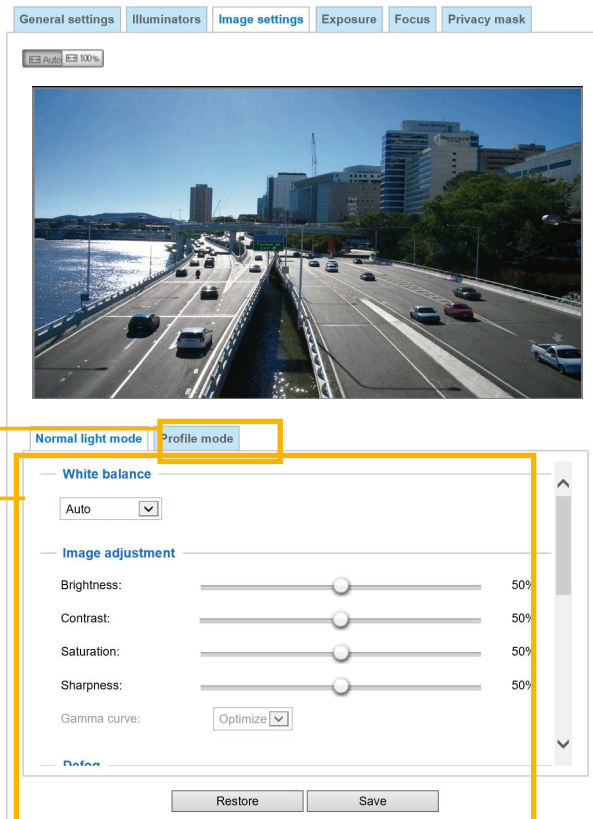 General settings Illuminators Image settings Exposure Focus Privacy mask
Auto 100%
Normal light mode Profile mode
White balance
Auto
Image adjustment
Brightness: 50%
Contrast: 50%
Saturation: 50%
Sharpness: 50%
Gamma curve: Optimize
Defog
Restore Save